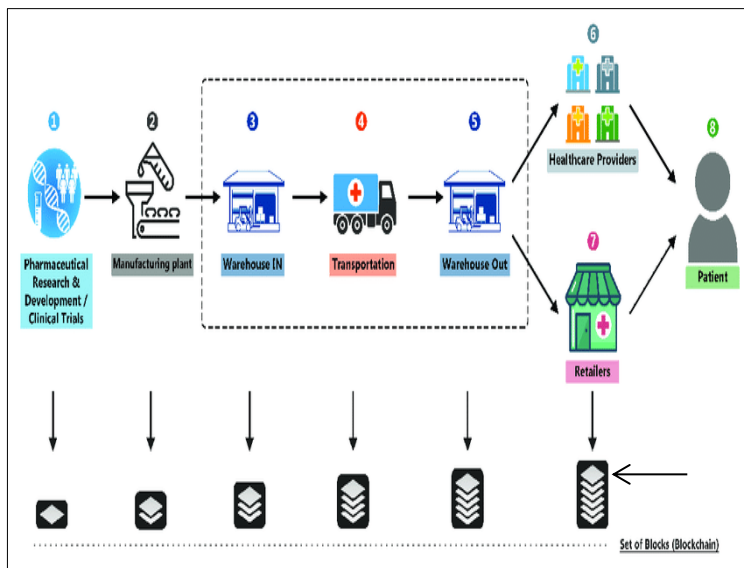 1
2
3
4
5
6
7
8
Pharmaceutical
Research &
Development /
Clinical Trials
Manufacturing plant
Warehouse IN
Transportation
Warehouse Out
Healthcare Providers
Retailers
Patient
Set of Blocks (Blockchain)